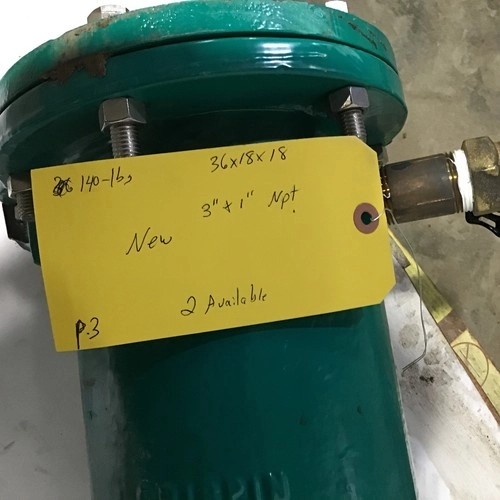 140-lbs
36x18x18
3" x 1" Npt.
New
2 Available
P.3